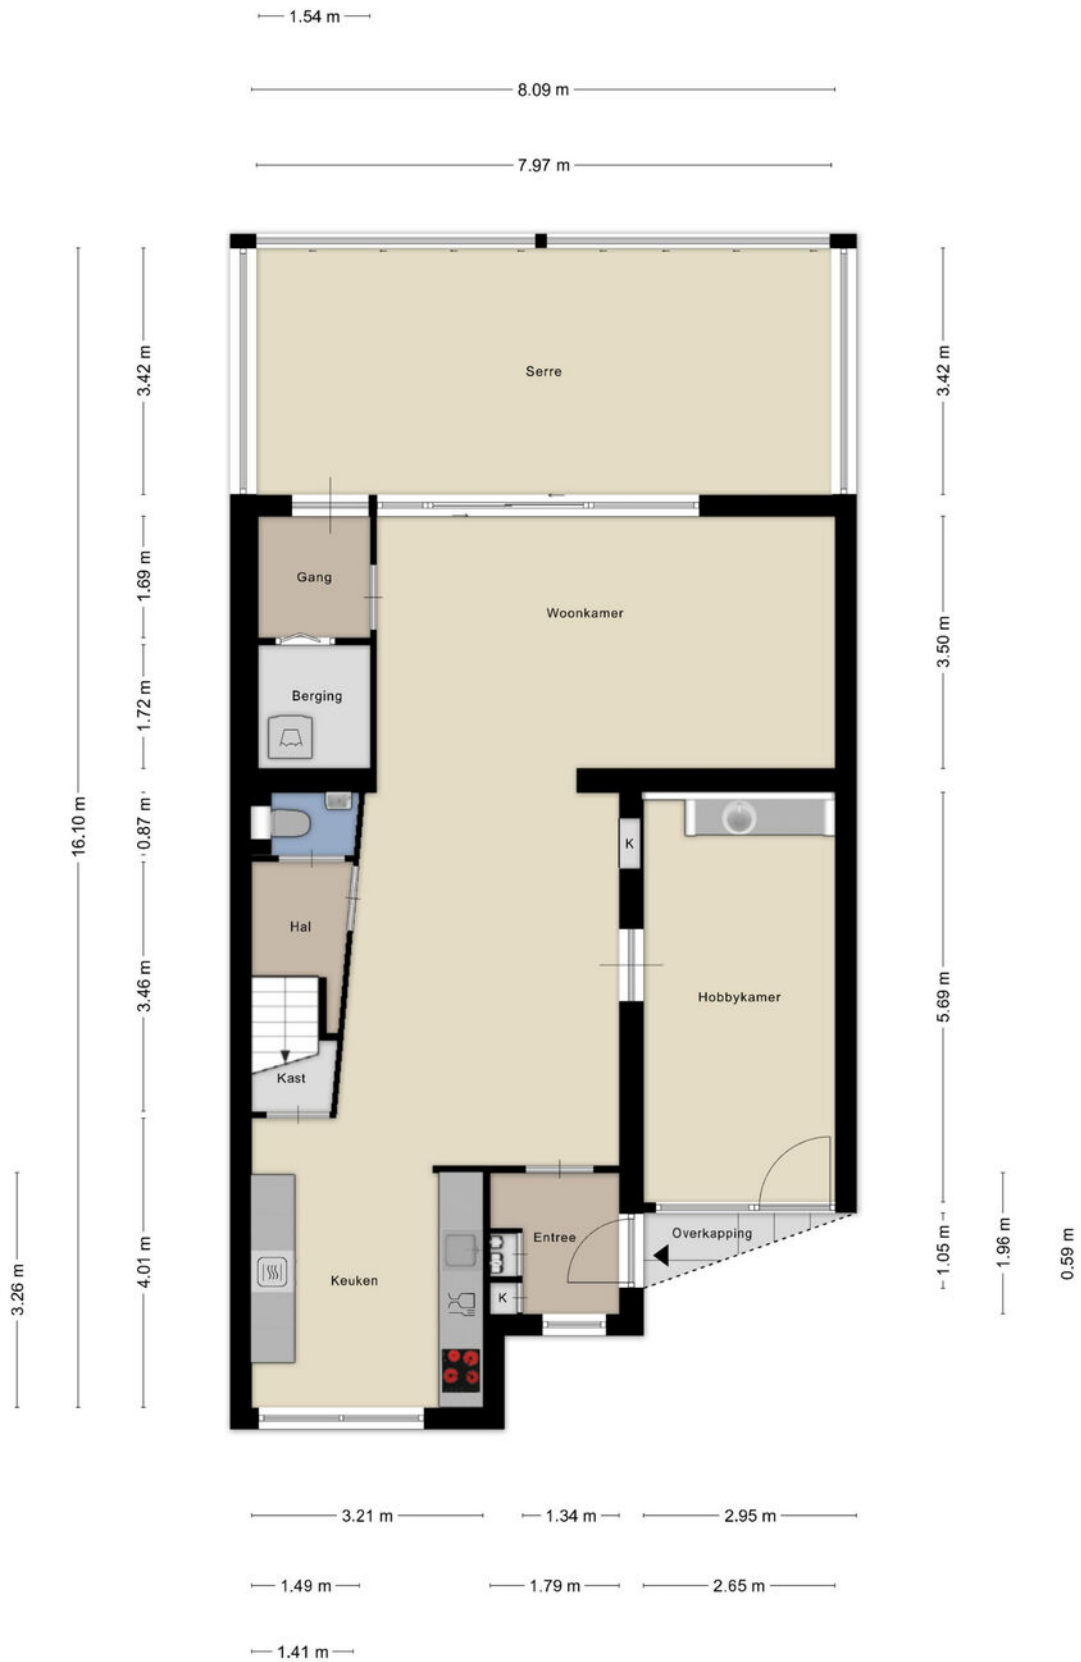 1.54 m
8.09 m
7.97 m
3.42 m
3.42 m
Serre
16.10 m
1.69 m
Gang
Woonkamer
3.50 m
1.72 m
Berging
0.87 m
K
3.46 m
Hal
Hobbykamer
5.69 m
Kast
Overkapping
Entree
1.05 m
1.96 m
0.59 m
3.26 m
4.01 m
Keuken
K
3.21 m
1.34 m
2.95 m
1.49 m
1.79 m
2.65 m
1.41 m